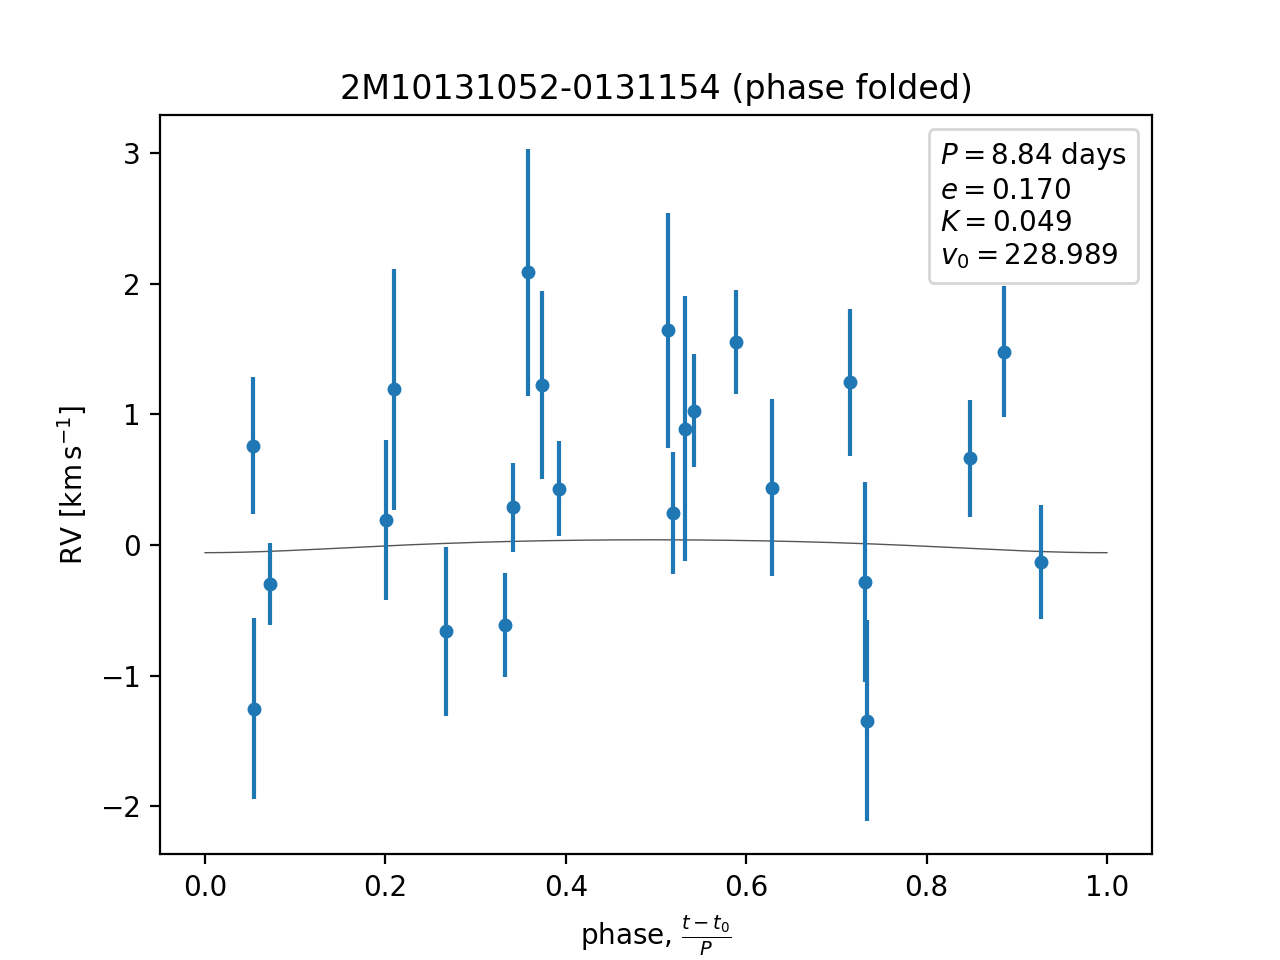 2M10131052-0131154 (phase folded)
P = 8.84 days
e = 0.170
K = 0.049
v₀ = 228.989
3
2
1
0
−1
−2
RV [km s⁻¹]
0.0 0.2 0.4 0.6 0.8 1.0
phase, (t − t₀)/P